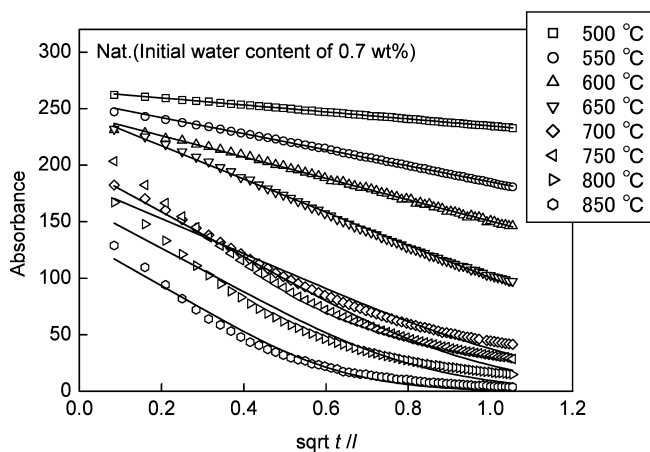 Nat.(Initial water content of 0.7 wt%)
500 °C
550 °C
600 °C
650 °C
700 °C
750 °C
800 °C
850 °C
300
250
200
150
100
50
0
Absorbance
0.0 0.2 0.4 0.6 0.8 1.0 1.2
sqrt t /l